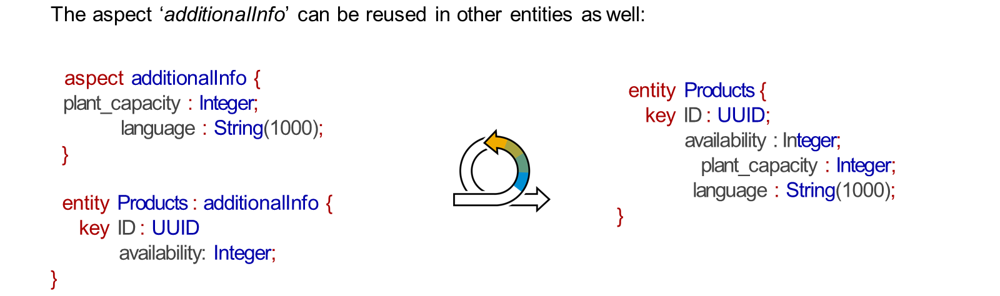 The aspect ‘additionalInfo’ can be reused in other entities as well:
aspect additionalInfo {
plant_capacity : Integer;
language : String(1000);
}
entity Products : additionalInfo {
key ID : UUID
availability: Integer;
}
entity Products {
key ID : UUID;
availability : Integer;
plant_capacity : Integer;
language : String(1000);
}